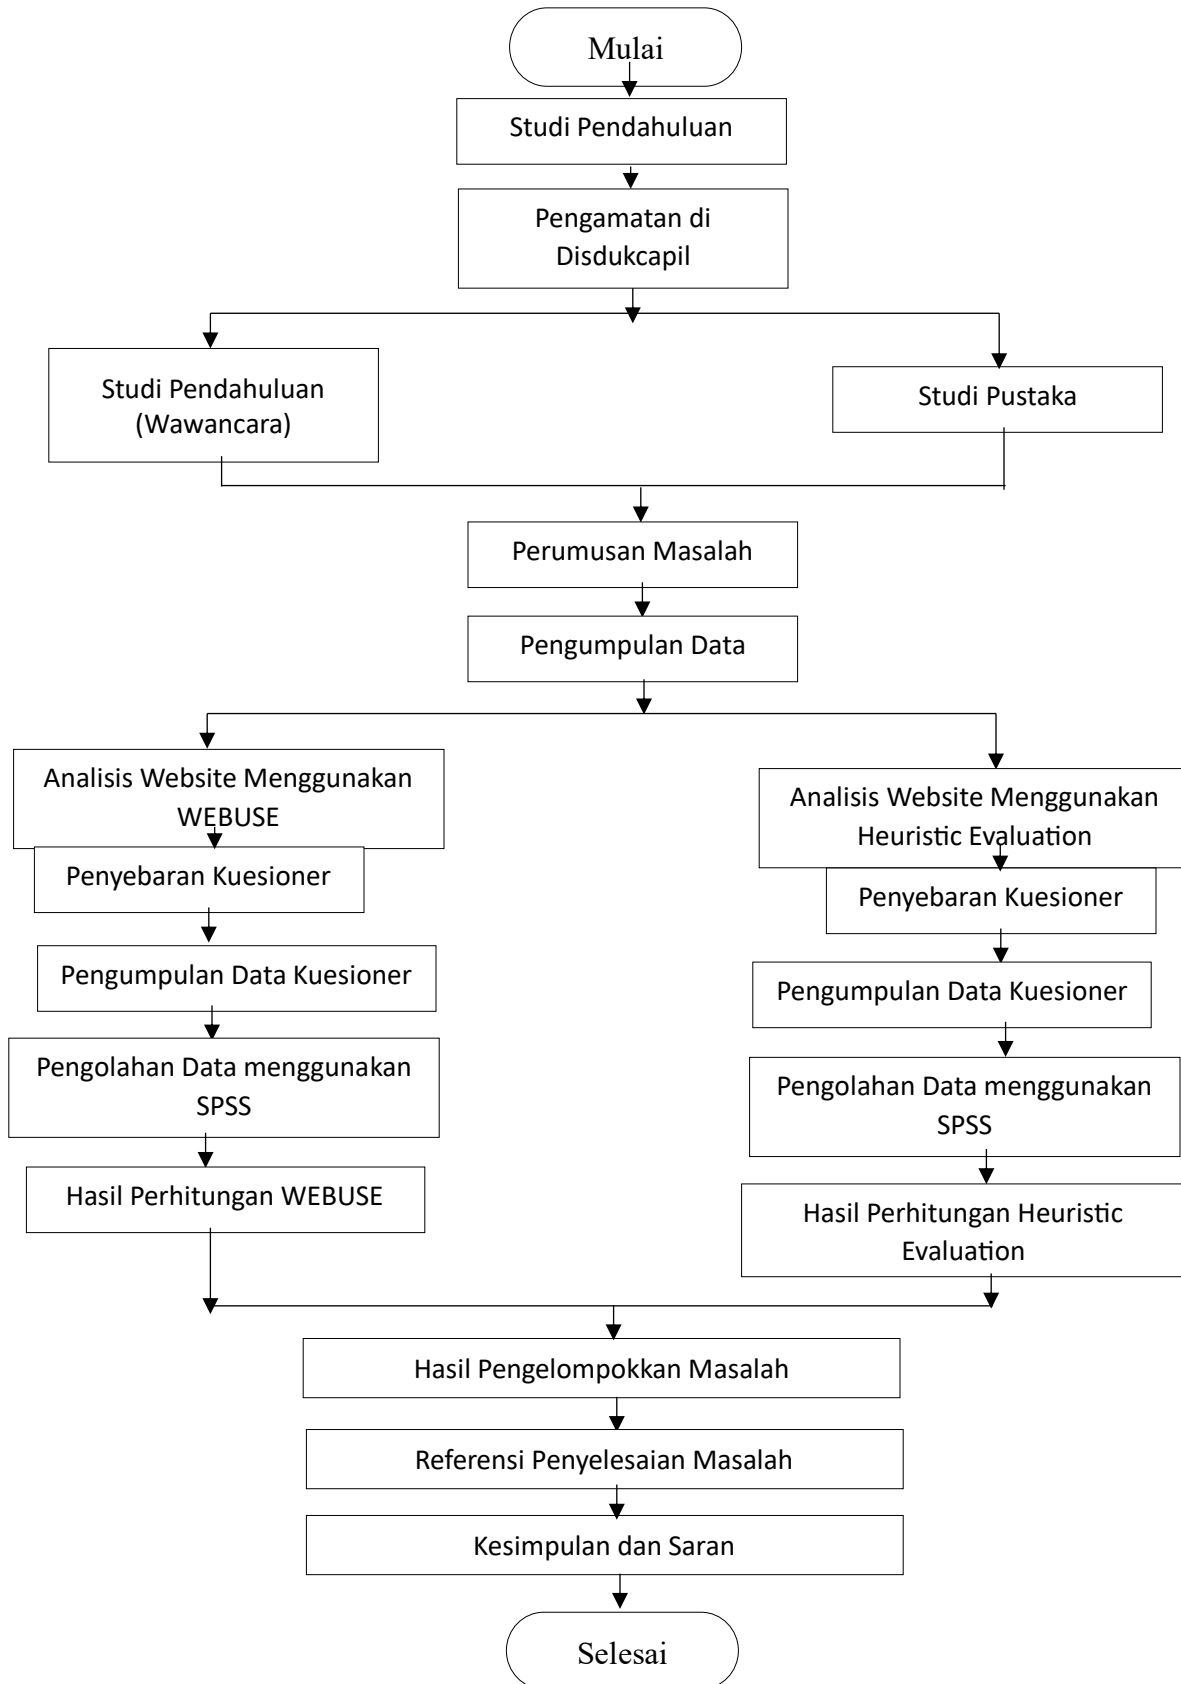 Mulai
Studi Pendahuluan
Pengamatan di
Disdukcapil
Studi Pendahuluan
(Wawancara)
Studi Pustaka
Perumusan Masalah
Pengumpulan Data
Analisis Website Menggunakan
WEBUSE
Penyebaran Kuesioner
Pengumpulan Data Kuesioner
Pengolahan Data menggunakan
SPSS
Hasil Perhitungan WEBUSE
Analisis Website Menggunakan
Heuristic Evaluation
Penyebaran Kuesioner
Pengumpulan Data Kuesioner
Pengolahan Data menggunakan
SPSS
Hasil Perhitungan Heuristic
Evaluation
Hasil Pengelompokkan Masalah
Referensi Penyelesaian Masalah
Kesimpulan dan Saran
Selesai